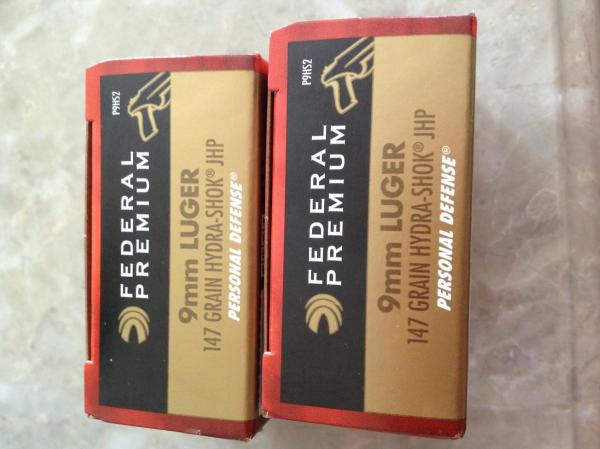 P9HS2
FEDERAL
PREMIUM
9mm LUGER
147 GRAIN HYDRA-SHOK® JHP
PERSONAL DEFENSE®
P9HS2
FEDERAL
PREMIUM
9mm LUGER
147 GRAIN HYDRA-SHOK® JHP
PERSONAL DEFENSE®